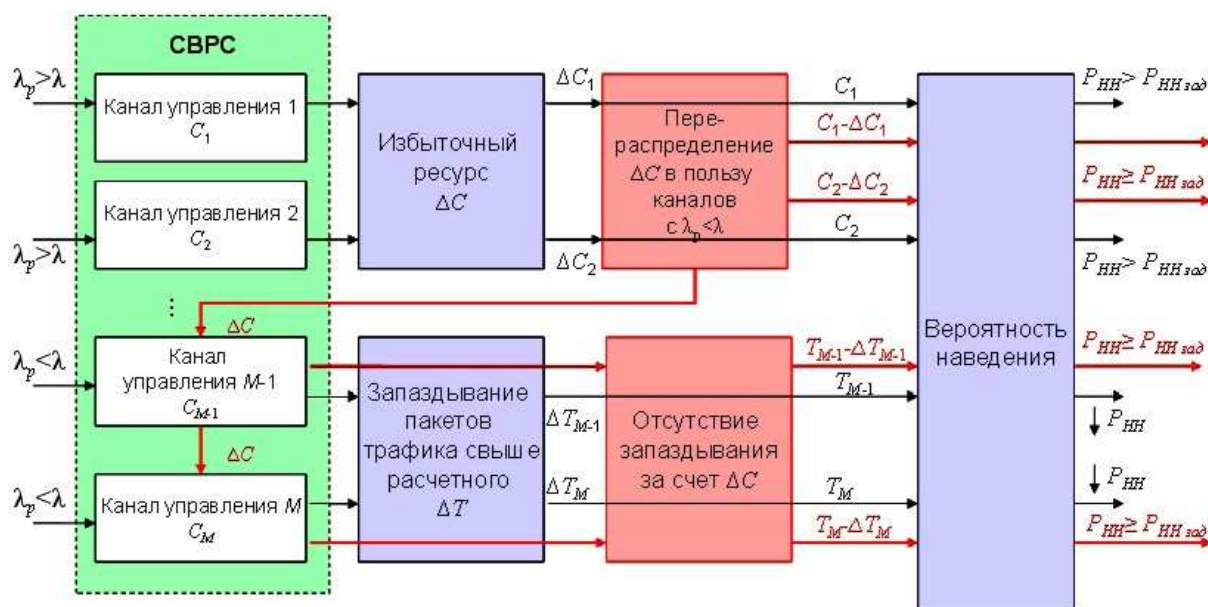 СВРС
λp>λ
Канал управления 1
C1
Канал управления 2
C2
λp>λ
⋮
ΔC
λp<λ
Канал
управления M-1
CM-1
ΔC
λp<λ
Канал управления M
CM
Избыточный
ресурс
ΔC
ΔC1
ΔC2
Пере-
распределение
ΔC в пользу
каналов
с λp<λ
C1
C1-ΔC1
C2-ΔC2
C2
Запаздывание
пакетов
трафика свыше
расчетного
ΔT
ΔTM-1
ΔTM
Отсутствие
запаздывания
за счет ΔC
TM-1-ΔTM-1
TM-1
TM
TM-ΔTM
Вероятность
наведения
PНН> PНН зад
PНН≥ PНН зад
PНН> PНН зад
PНН≥ PНН зад
PНН
PНН
PНН≥ PНН зад